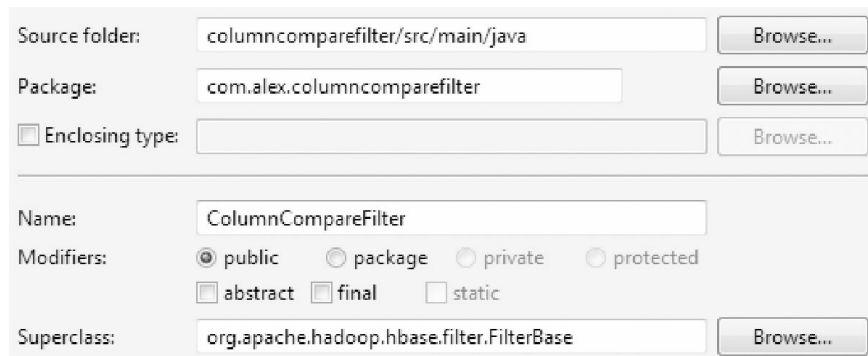 Source folder: columncomparefilter/src/main/java Browse...
Package: com.alex.columncomparefilter Browse...
Enclosing type: Browse...
Name: ColumnCompareFilter
Modifiers: public package private protected
abstract final static
Superclass: org.apache.hadoop.hbase.filter.FilterBase Browse...